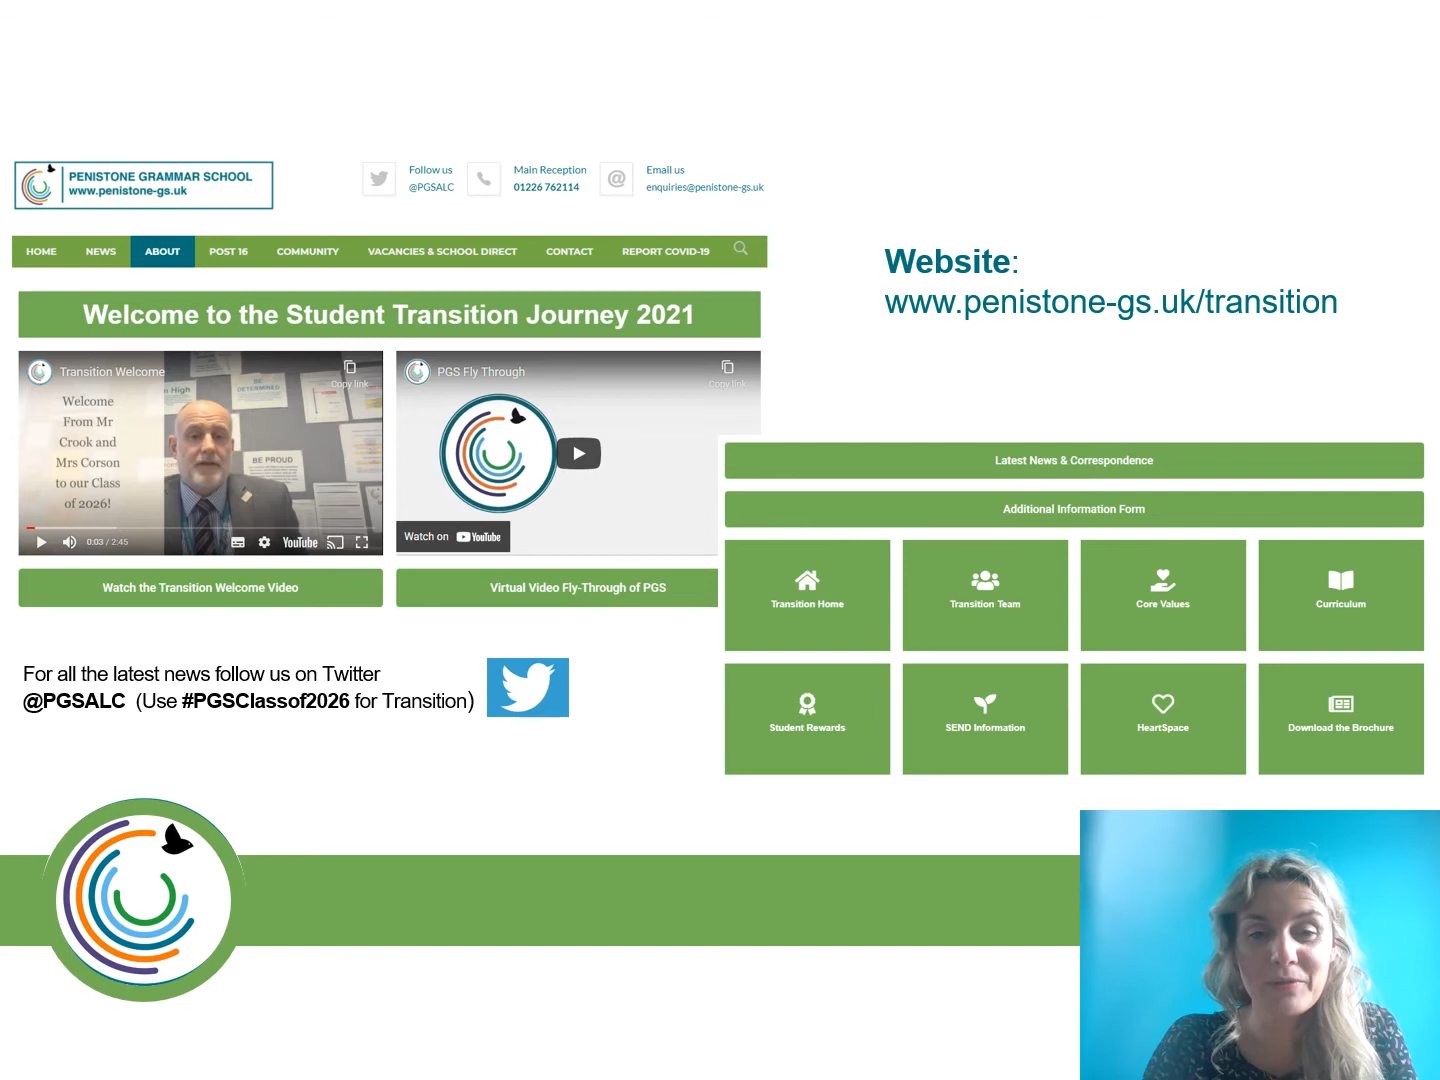 PENISTONE GRAMMAR SCHOOL
www.penistone-gs.uk
Follow us
@PGSALC
Main Reception
01226 762114
@
Email us
enquiries@penistone-gs.uk
HOME NEWS ABOUT POST 16 COMMUNITY VACANCIES & SCHOOL DIRECT CONTACT REPORT COVID-19
Website:
www.penistone-gs.uk/transition
Welcome to the Student Transition Journey 2021
Transition Welcome
Copy link
Welcome
From Mr
Crook and
Mrs Corson
to our Class
of 2026!
BE
DETERMINED
BE PROUD
0:03 / 2:45
YouTube
PGS Fly Through
Copy link
Watch on YouTube
Watch the Transition Welcome Video
Virtual Video Fly-Through of PGS
Latest News & Correspondence
Additional Information Form
Transition Home
Transition Team
Core Values
Curriculum
Student Rewards
SEND Information
HeartSpace
Download the Brochure
For all the latest news follow us on Twitter
@PGSALC (Use #PGSClassof2026 for Transition)